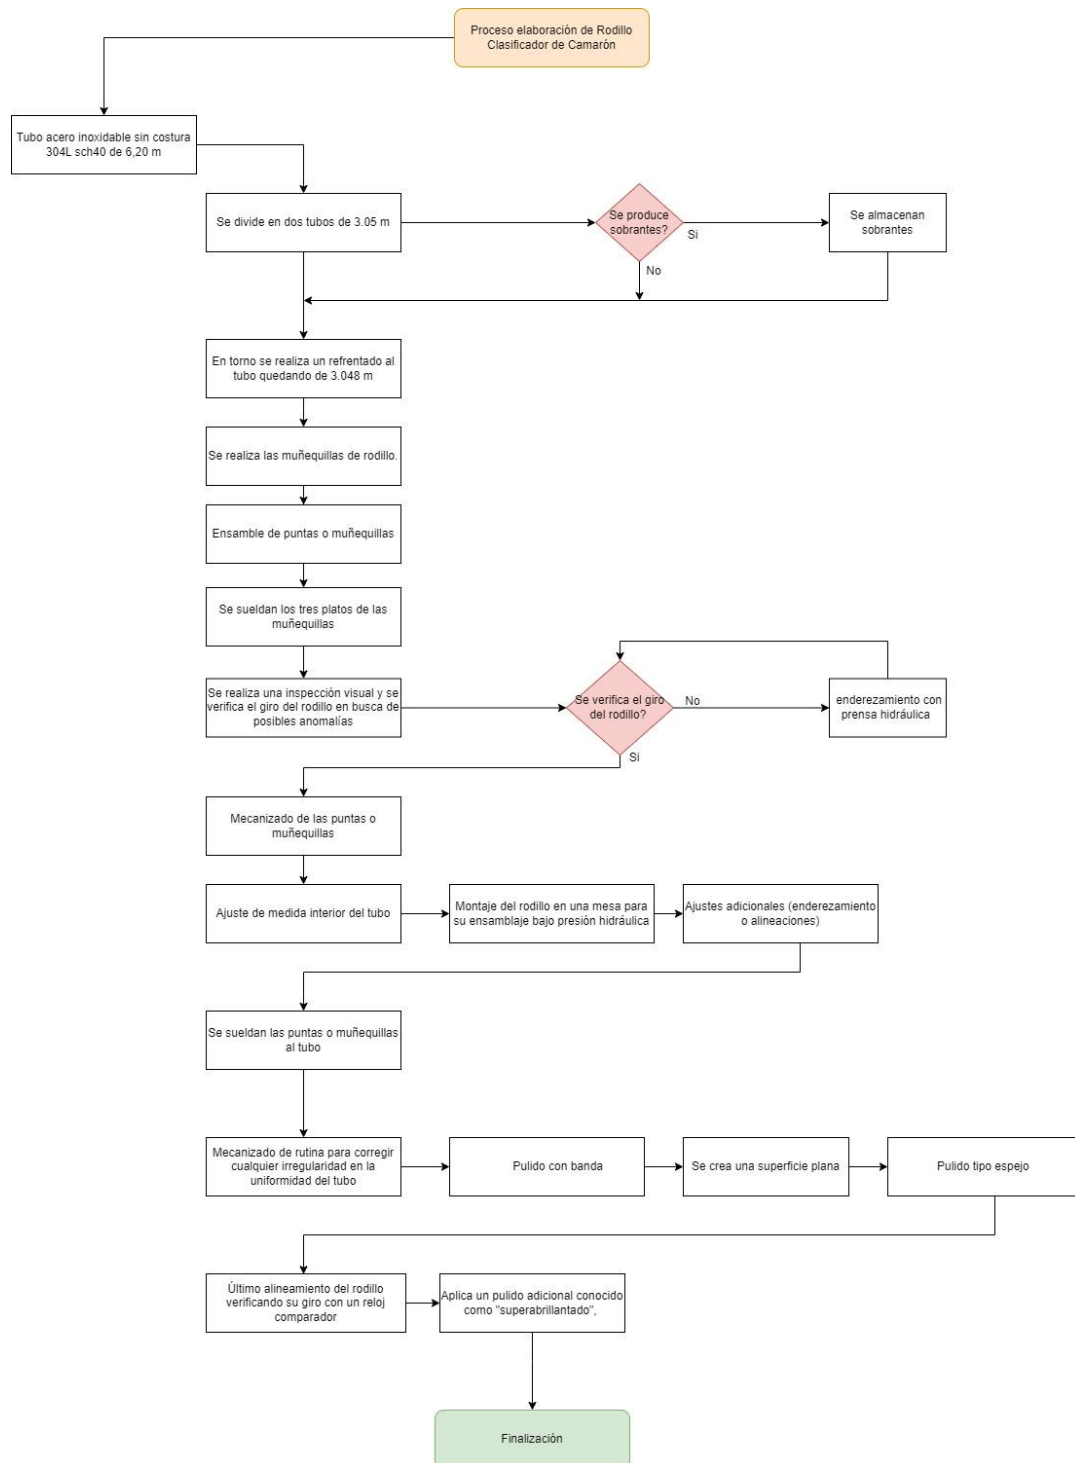 Proceso elaboración de Rodillo
Clasificador de Camarón
Tubo acero inoxidable sin costura
304L sch40 de 6,20 m
Se divide en dos tubos de 3.05 m
Se produce
sobrantes?
Si
Se almacenan
sobrantes
No
En torno se realiza un refrentado al
tubo quedando de 3.048 m
Se realiza las muñequillas de rodillo.
Ensamble de puntas o muñequillas
Se sueldan los tres platos de las
muñequillas
Se realiza una inspección visual y se
verifica el giro del rodillo en busca de
posibles anomalías
Se verifica el giro
del rodillo?
No
enderezamiento con
prensa hidráulica
Si
Mecanizado de las puntas o
muñequillas
Ajuste de medida interior del tubo
Montaje del rodillo en una mesa para
su ensamblaje bajo presión hidráulica
Ajustes adicionales (enderezamiento
o alineaciones)
Se sueldan las puntas o muñequillas
al tubo
Mecanizado de rutina para corregir
cualquier irregularidad en la
uniformidad del tubo
Pulido con banda
Se crea una superficie plana
Pulido tipo espejo
Último alineamiento del rodillo
verificando su giro con un reloj
comparador
Aplica un pulido adicional conocido
como "superabrillantado",
Finalización